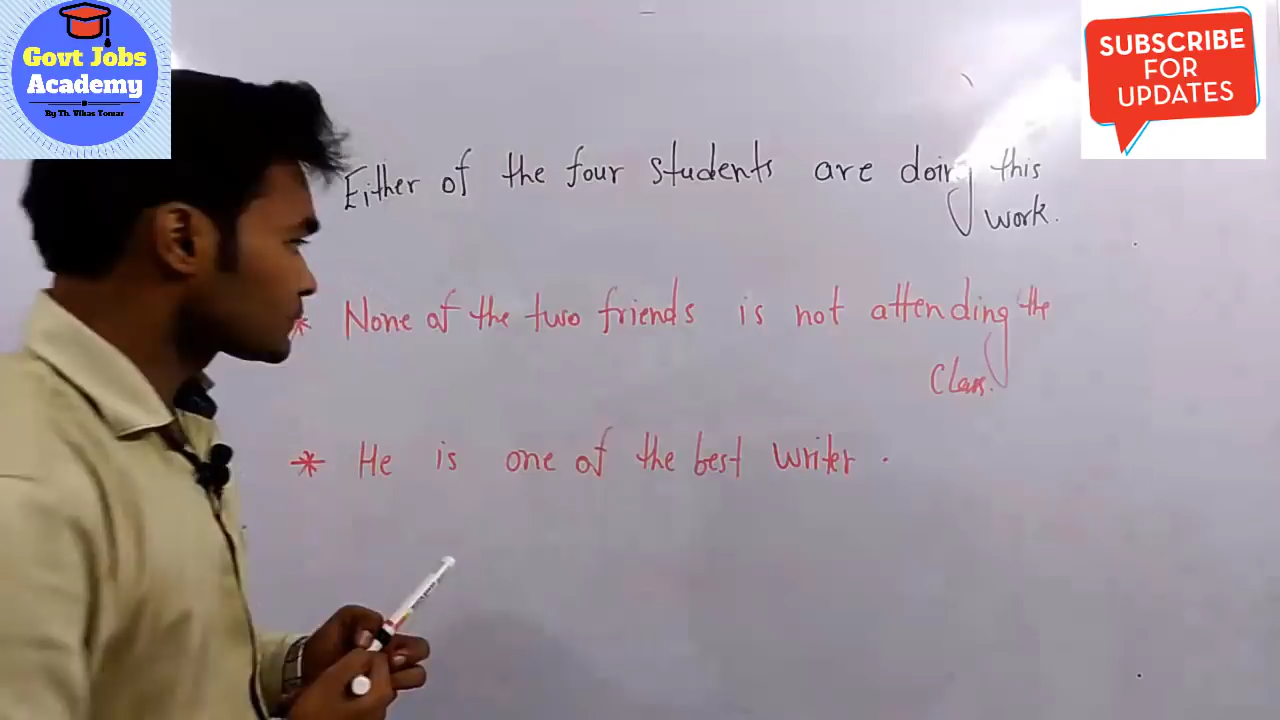 Govt Jobs
Academy
By Th. Vikas Tomar
SUBSCRIBE
FOR
UPDATES
Either of the four students are doing this
work.
* None of the two friends is not attending the
Class.
* He is one of the best writer.